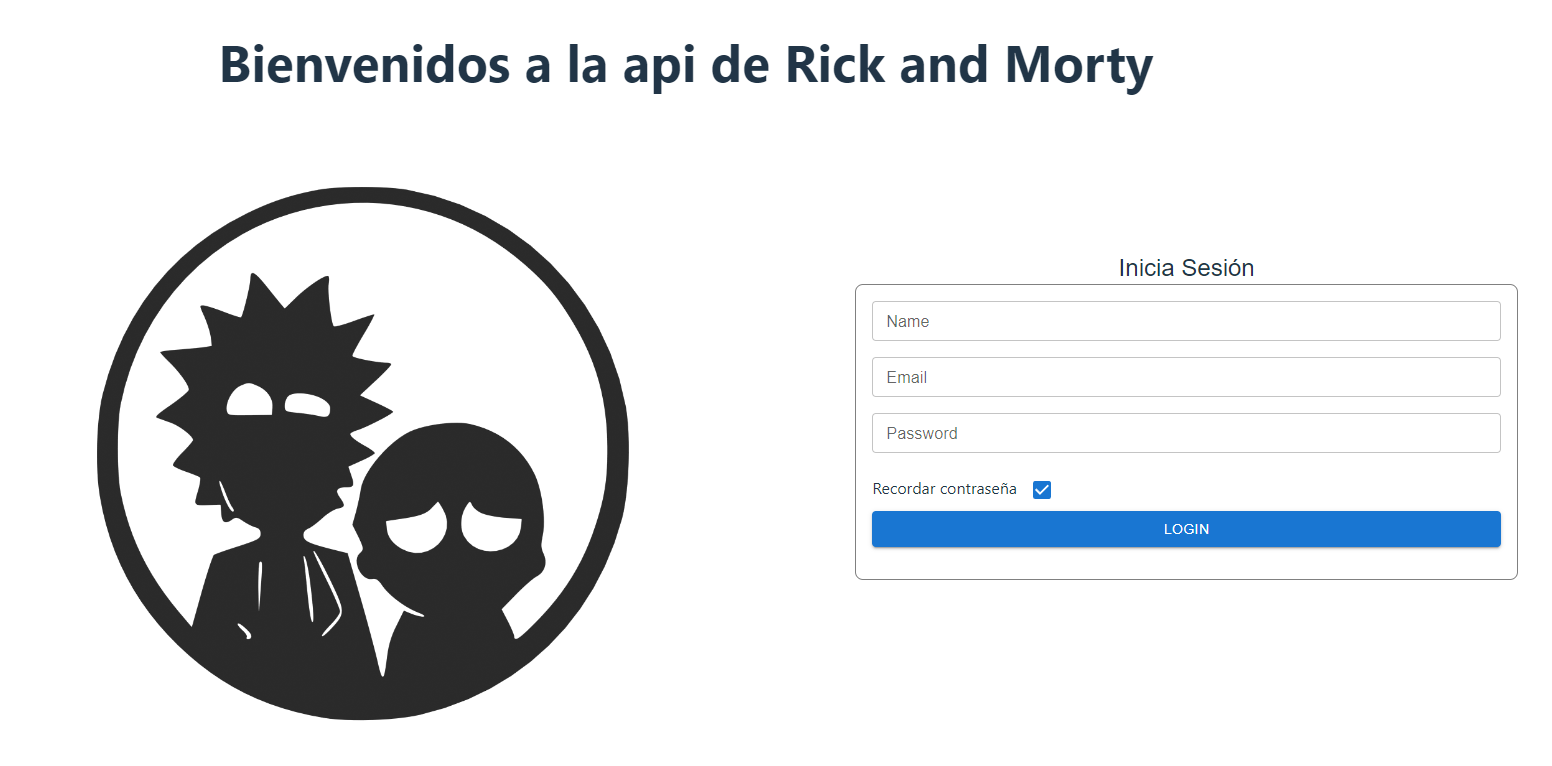 Bienvenidos a la api de Rick and Morty
Inicia Sesión
Name
Email
Password
Recordar contraseña
LOGIN